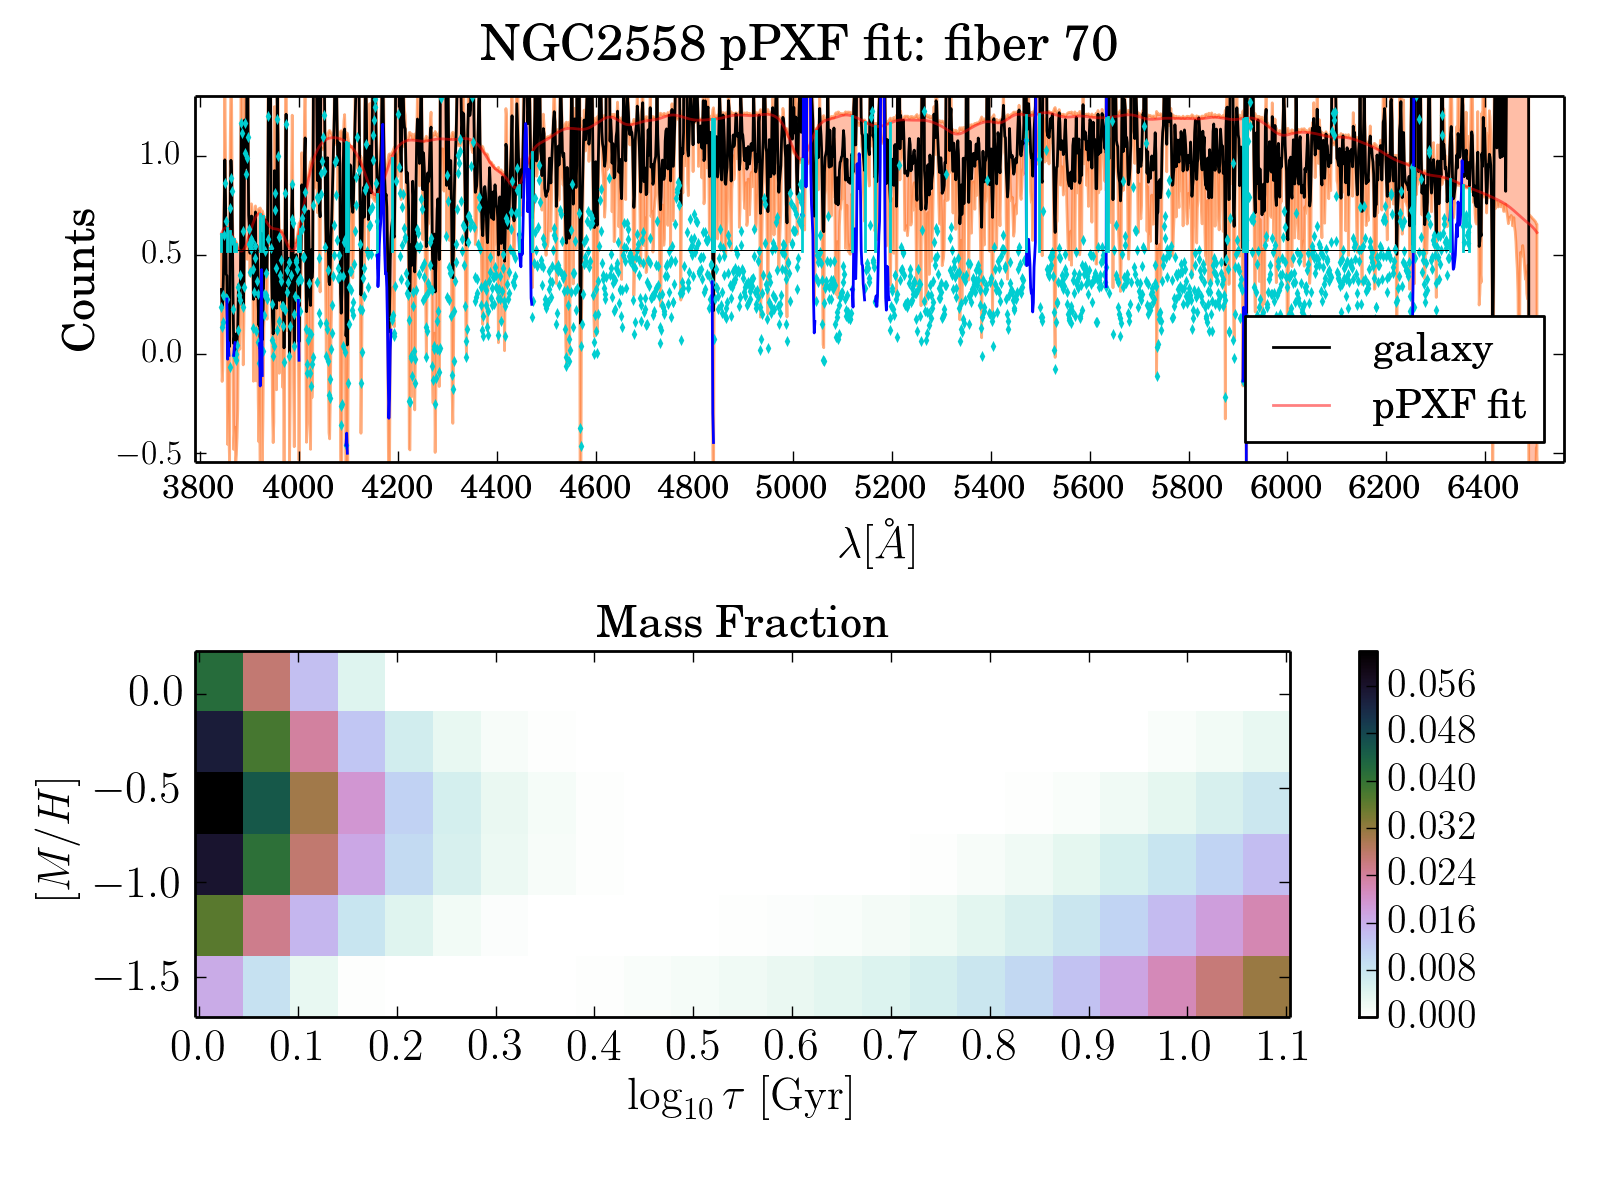 NGC2558 pPXF fit: fiber 70
Counts
1.0
0.5
0.0
−0.5
3800 4000 4200 4400 4600 4800 5000 5200 5400 5600 5800 6000 6200 6400
λ[Å]
galaxy
pPXF fit
Mass Fraction
[M/H]
0.0
−0.5
−1.0
−1.5
0.0 0.1 0.2 0.3 0.4 0.5 0.6 0.7 0.8 0.9 1.0 1.1
log₁₀ τ [Gyr]
0.056
0.048
0.040
0.032
0.024
0.016
0.008
0.000